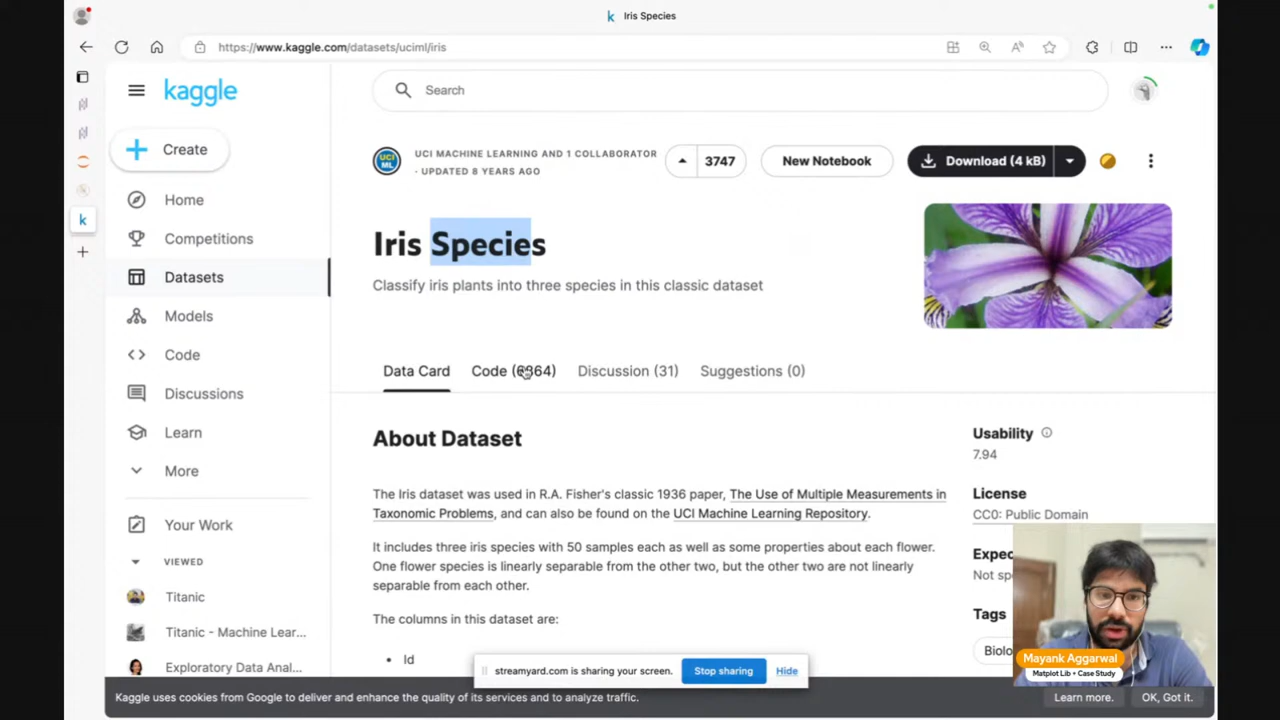 Iris Species
https://www.kaggle.com/datasets/uciml/iris
kaggle
Search
Create
Home
Competitions
Datasets
Models
Code
Discussions
Learn
More
Your Work
VIEWED
Titanic
Titanic - Machine Lear...
Exploratory Data Anal...
UCI MACHINE LEARNING AND 1 COLLABORATOR
· UPDATED 8 YEARS AGO
3747
New Notebook
Download (4 kB)
Iris Species
Classify iris plants into three species in this classic dataset
Data Card
Code
Discussion (31)
Suggestions (0)
About Dataset
The Iris dataset was used in R.A. Fisher's classic 1936 paper, The Use of Multiple Measurements in
Taxonomic Problems, and can also be found on the UCI Machine Learning Repository.
It includes three iris species with 50 samples each as well as some properties about each flower.
One flower species is linearly separable from the other two, but the other two are not linearly
separable from each other.
The columns in this dataset are:
• Id
Usability
7.94
License
CC0: Public Domain
Expec
Not sp
Tags
Biolo
Mayank Aggarwal
Matplot Lib + Case Study
streamyard.com is sharing your screen.
Stop sharing
Hide
Kaggle uses cookies from Google to deliver and enhance the quality of its services and to analyze traffic.
Learn more.
OK, Got it.